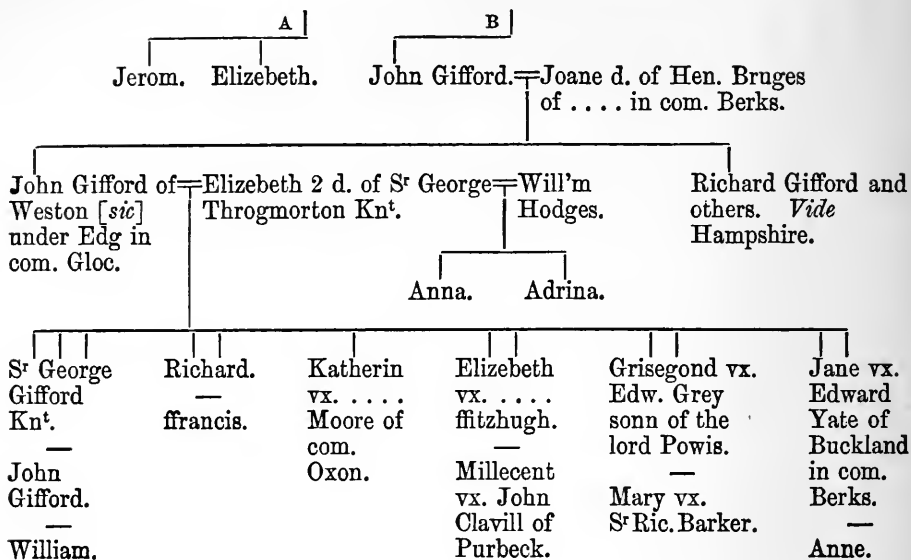 A B
Jerom. Elizebeth. John Gifford.=Joane d. of Hen. Bruges
of .... in com. Berks.
John Gifford of=Elizebeth 2 d. of Sʳ George=Will'm
Weston [sic] Throgmorton Knᵗ. Hodges.
under Edg in
com. Gloc.
Richard Gifford and
others. Vide
Hampshire.
Anna. Adrina.
Sʳ George
Gifford
Knᵗ.
—
John
Gifford.
—
William.
Richard.
—
ffrancis.
Katherin
vx. .....
Moore of
com.
Oxon.
Elizebeth
vx. .....
ffitzhugh.
—
Millecent
vx. John
Clavill of
Purbeck.
Grisegond vx.
Edw. Grey
sonn of the
lord Powis.
—
Mary vx.
Sʳ Ric. Barker.
Jane vx.
Edward
Yate of
Buckland
in com.
Berks.
—
Anne.